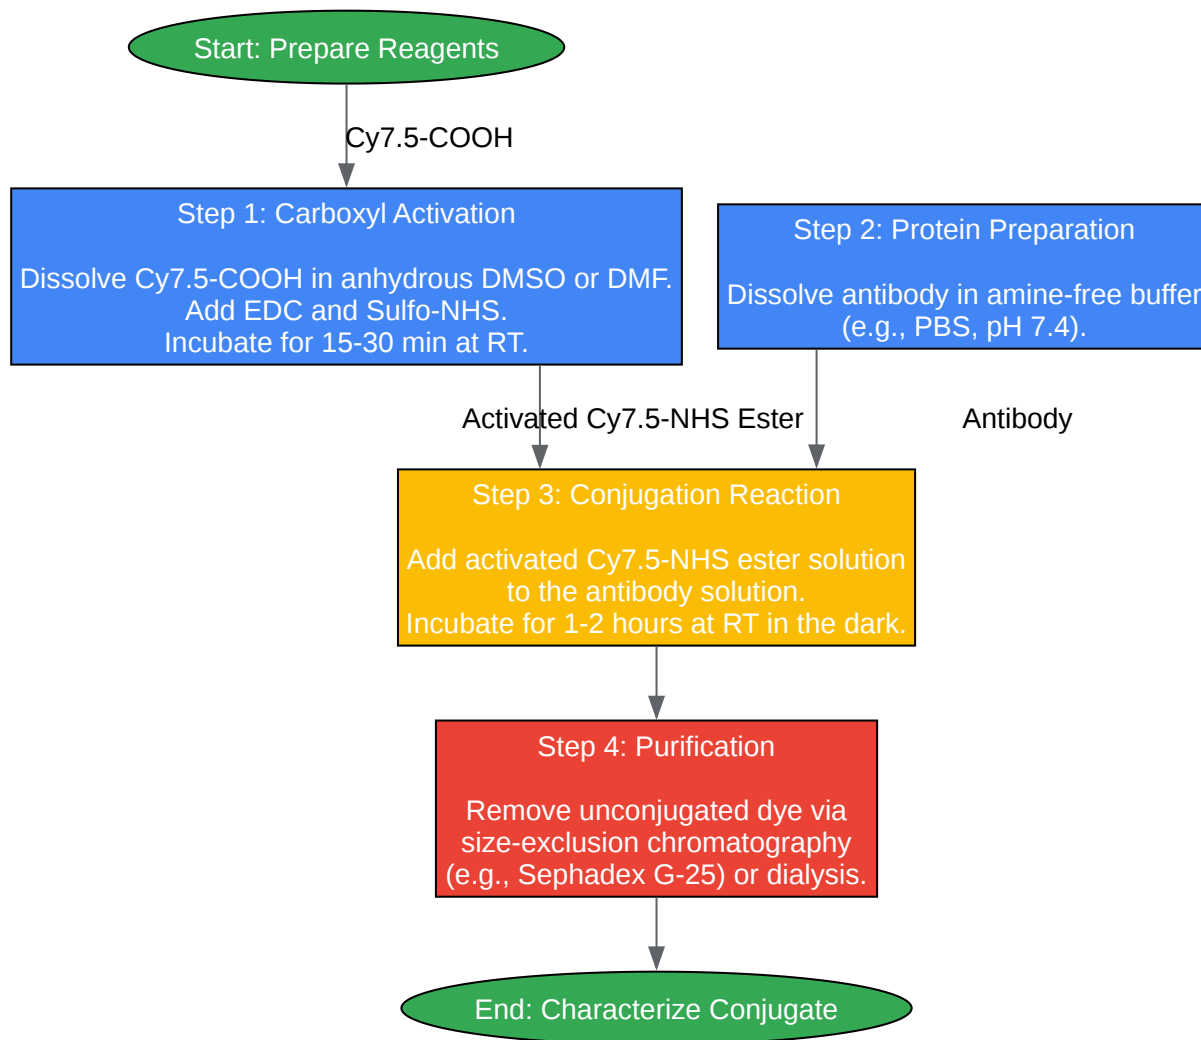 Start: Prepare Reagents
Cy7.5-COOH
Step 1: Carboxyl Activation
Dissolve Cy7.5-COOH in anhydrous DMSO or DMF.
Add EDC and Sulfo-NHS.
Incubate for 15-30 min at RT.
Step 2: Protein Preparation
Dissolve antibody in amine-free buffer
(e.g., PBS, pH 7.4).
Activated Cy7.5-NHS Ester
Antibody
Step 3: Conjugation Reaction
Add activated Cy7.5-NHS ester solution
to the antibody solution.
Incubate for 1-2 hours at RT in the dark.
Step 4: Purification
Remove unconjugated dye via
size-exclusion chromatography
(e.g., Sephadex G-25) or dialysis.
End: Characterize Conjugate